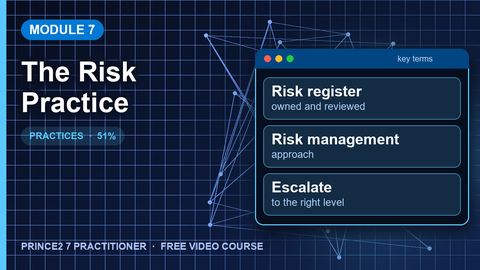 MODULE 7
The Risk
Practice
PRACTICES · 51%
key terms
Risk register
owned and reviewed
Risk management
approach
Escalate
to the right level
PRINCE2 7 PRACTITIONER · FREE VIDEO COURSE